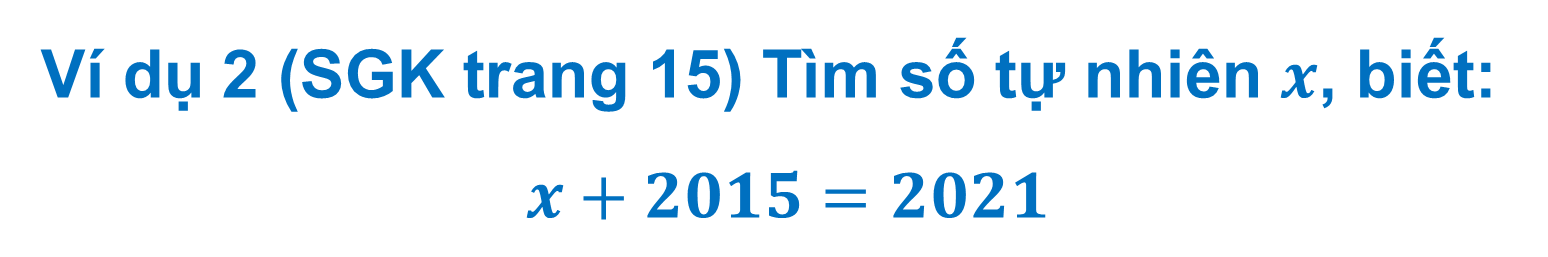 Ví dụ 2 (SGK trang 15) Tìm số tự nhiên x, biết:
x + 2015 = 2021